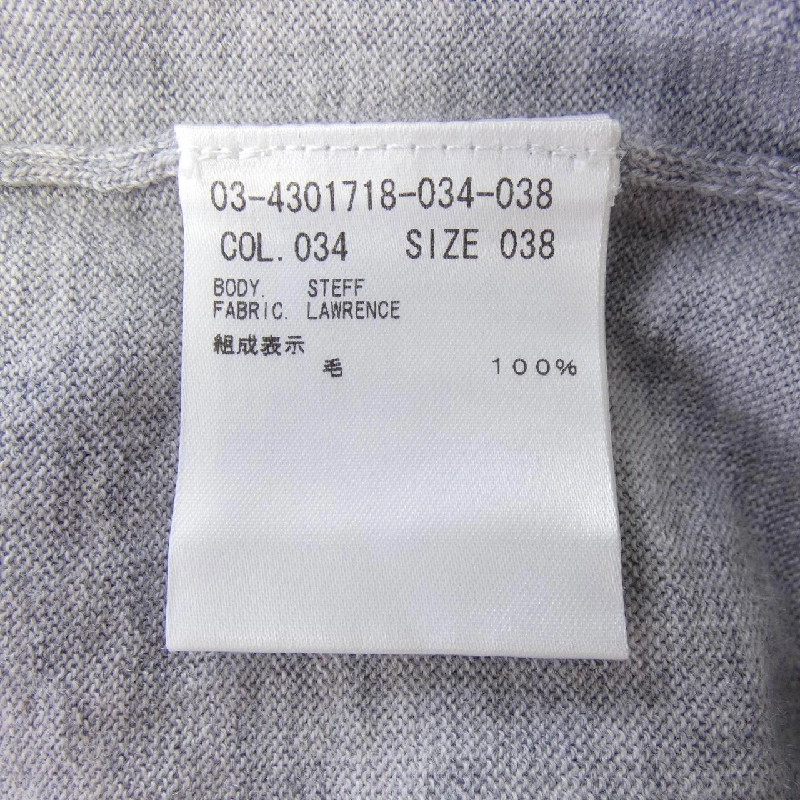 03-4301718-034-038
COL. 034 SIZE 038
BODY. STEFF
FABRIC. LAWRENCE
組成表示
毛 100%